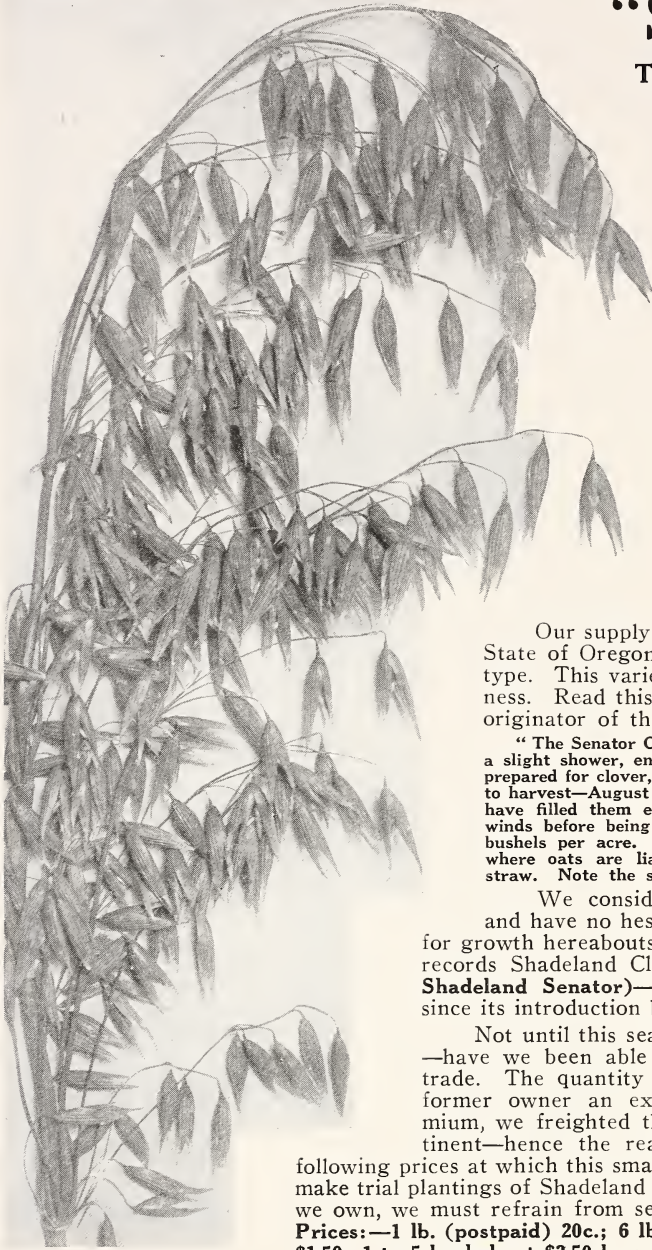 T
Our supply
State of Oregon
type. This varie
ness. Read this
originator of th
“ The Senator O
a slight shower, en
prepared for clover,
to harvest—August
have filled them e
winds before being
bushels per acre.
where oats are lia
straw. Note the s
We consid
and have no hes
for growth hereabouts
records Shadeland Cl
Shadeland Senator)—
since its introduction
Not until this sea
—have we been able
trade. The quantity
former owner an ex
mium, we freighted th
tinent—hence the rea
following prices at which this sma
make trial plantings of Shadeland
we own, we must refrain from se
Prices:—1 lb. (postpaid) 20c.; 6 lb